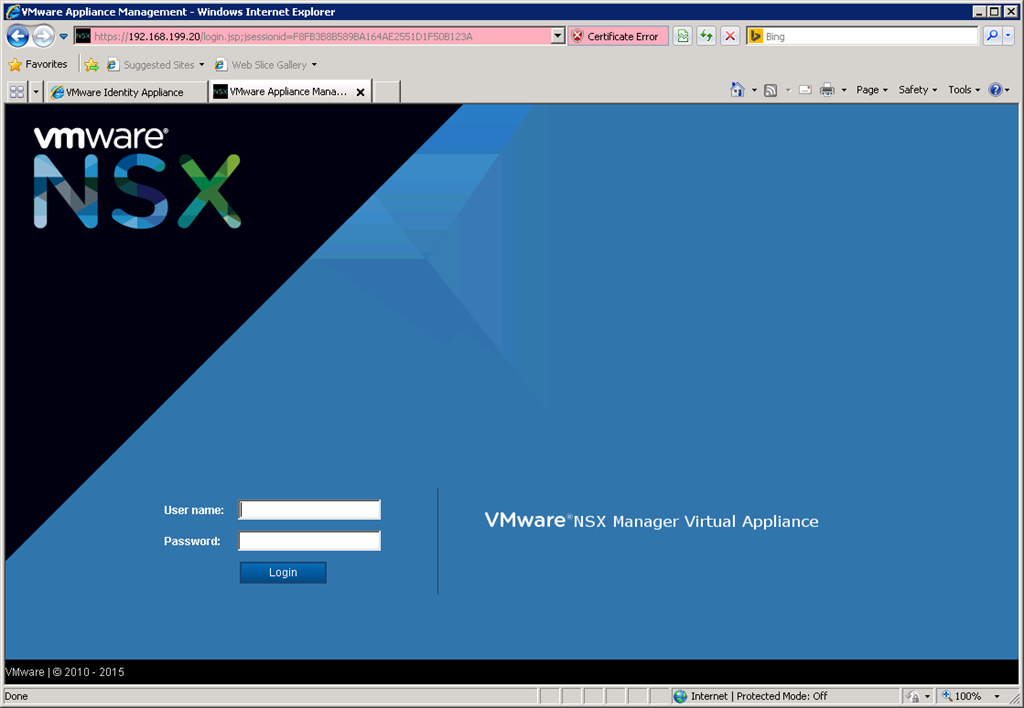 VMware Appliance Management - Windows Internet Explorer
NSX https://192.168.199.20/login.jsp;jsessionid=F8FB3B8B589BA164AE2551D1F50B123A Certificate Error Bing
Favorites Suggested Sites Web Slice Gallery
VMware Identity Appliance NSX VMware Appliance Mana... Page Safety Tools
vmware®
NSX
User name:
Password:
Login
VMware® NSX Manager Virtual Appliance
VMware | © 2010 - 2015
Done Internet | Protected Mode: Off 100%